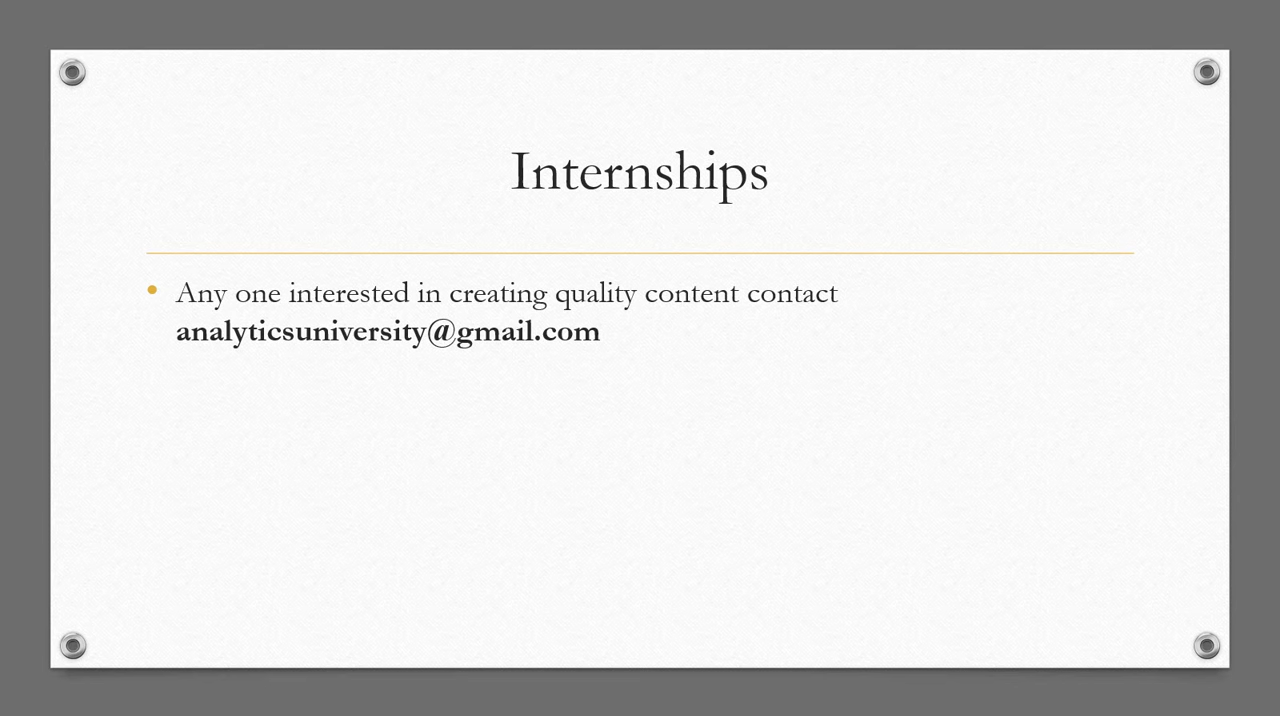 Internships
Any one interested in creating quality content contact
analyticsuniversity@gmail.com